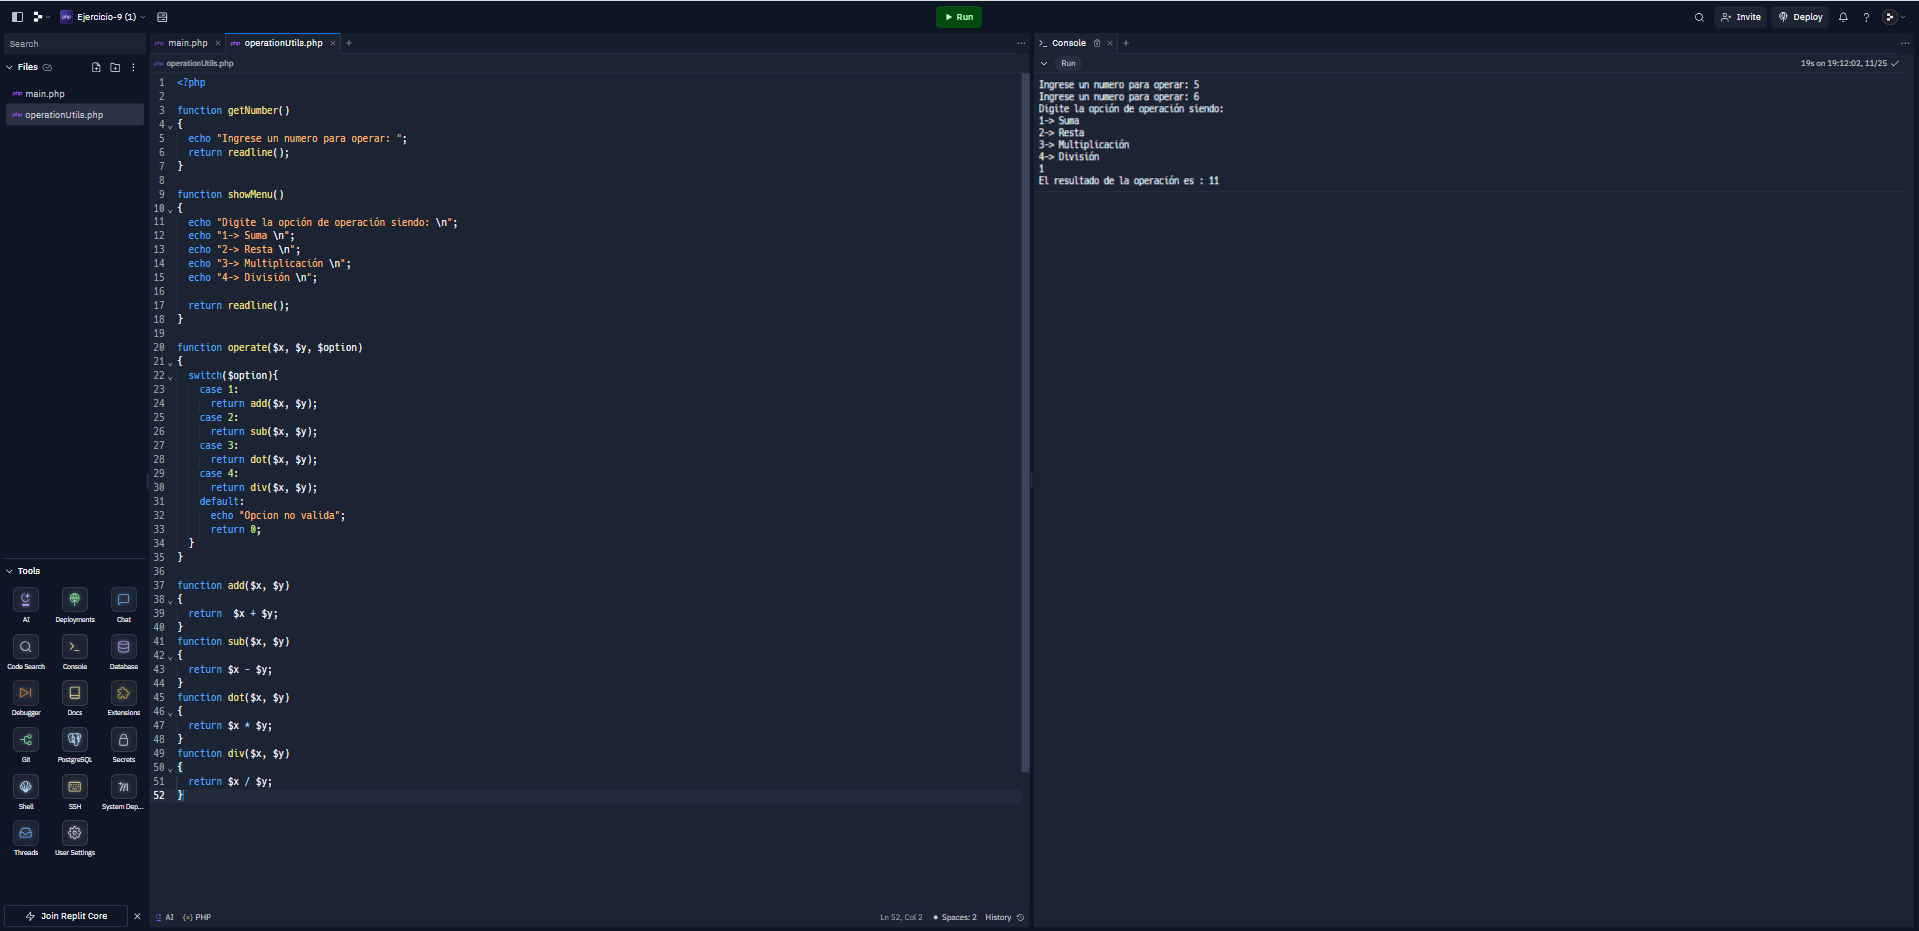 Ejercicio-9 (1)
Run
Invite
Deploy
Search
Files
main.php
operationUtils.php
php main.php
php operationUtils.php
php operationUtils.php
1 <?php
2
3 function getNumber()
4 {
5 echo "Ingrese un numero para operar: ";
6 return readline();
7 }
8
9 function showMenu()
10 {
11 echo "Digite la opción de operación siendo: \n";
12 echo "1-> Suma \n";
13 echo "2-> Resta \n";
14 echo "3-> Multiplicación \n";
15 echo "4-> División \n";
16
17 return readline();
18 }
19
20 function operate($x, $y, $option)
21 {
22 switch($option){
23 case 1:
24 return add($x, $y);
25 case 2:
26 return sub($x, $y);
27 case 3:
28 return dot($x, $y);
29 case 4:
30 return div($x, $y);
31 default:
32 echo "Opcion no valida";
33 return 0;
34 }
35 }
36
37 function add($x, $y)
38 {
39 return  $x + $y;
40 }
41 function sub($x, $y)
42 {
43 return $x - $y;
44 }
45 function dot($x, $y)
46 {
47 return $x * $y;
48 }
49 function div($x, $y)
50 {
51 return $x / $y;
52 }
AI
{+} PHP
Ln 52, Col 2
Spaces: 2
History
Console
Run
19s on 19:12:02, 11/25
Ingrese un numero para operar: 5
Ingrese un numero para operar: 6
Digite la opción de operación siendo:
1-> Suma
2-> Resta
3-> Multiplicación
4-> División
1
El resultado de la operación es : 11
Tools
AI
Deployments
Chat
Code Search
Console
Database
Debugger
Docs
Extensions
Git
PostgreSQL
Secrets
Shell
SSH
System Dep...
Threads
User Settings
Join Replit Core